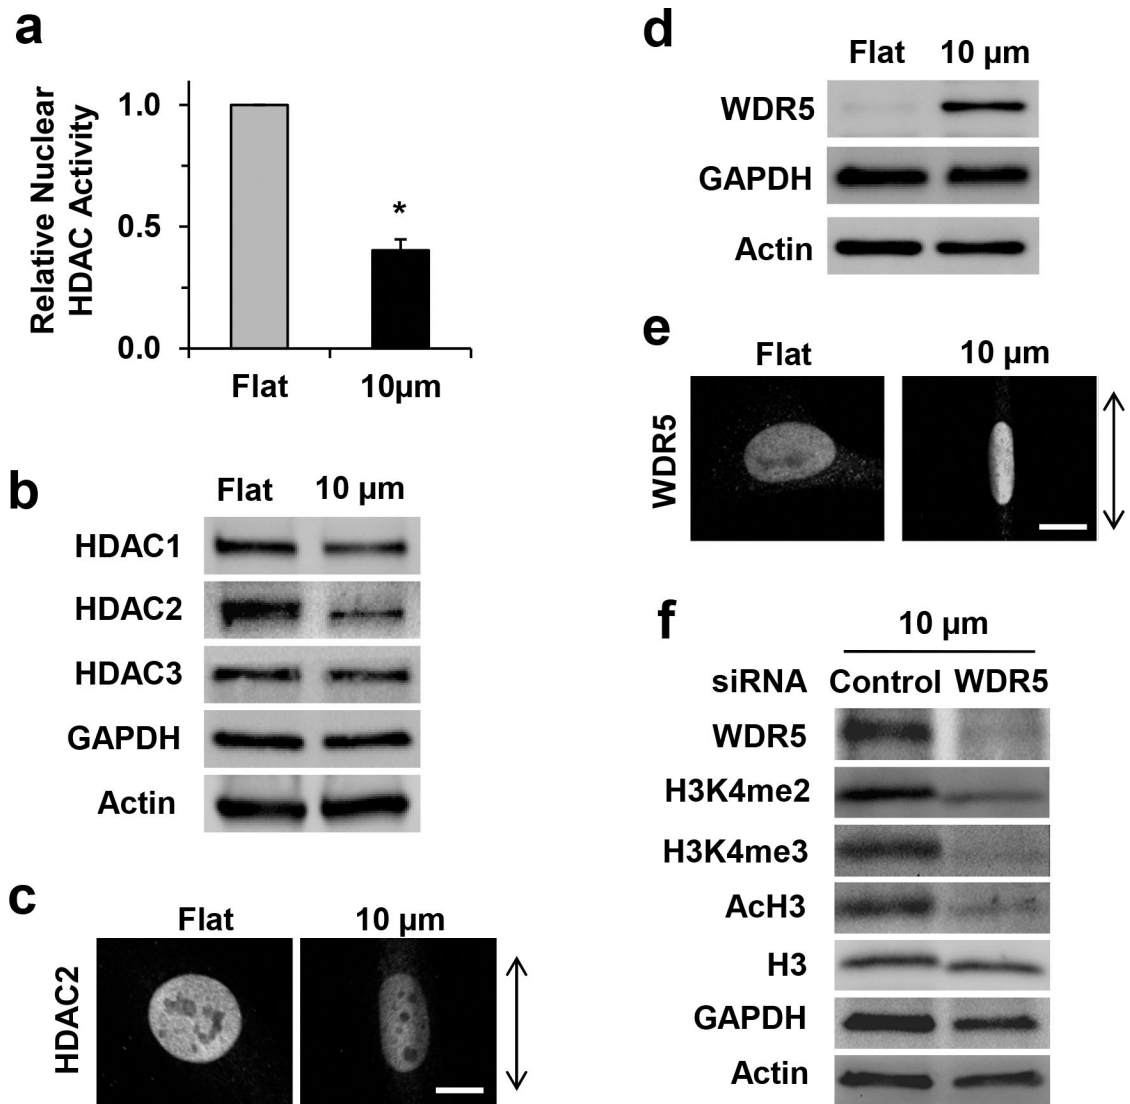 a
Relative Nuclear
HDAC Activity
1.0
0.5
0.0
*
Flat 10µm
b
Flat 10 µm
HDAC1
HDAC2
HDAC3
GAPDH
Actin
c
Flat 10 µm
HDAC2
d
Flat 10 µm
WDR5
GAPDH
Actin
e
Flat 10 µm
WDR5
f
10 µm
siRNA Control WDR5
WDR5
H3K4me2
H3K4me3
AcH3
H3
GAPDH
Actin